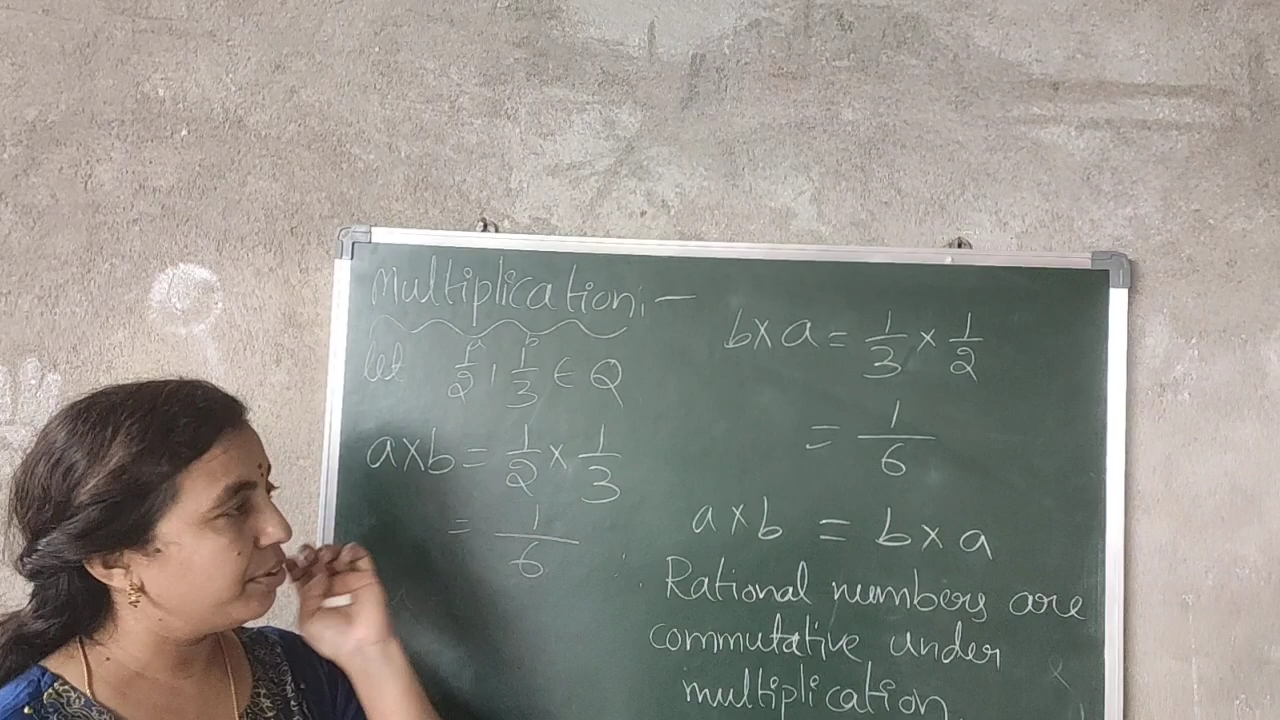 Multiplication:-
Let 1/2 , 1/3 ∈ Q
a b
a×b = 1/2 × 1/3
= 1/6
b×a = 1/3 × 1/2
= 1/6
a×b = b×a
∴ Rational numbers are
commutative under
multiplication.